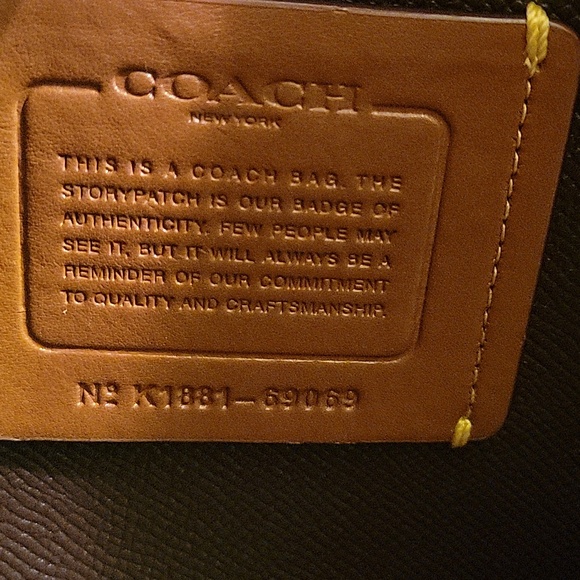 COACH
NEW YORK
THIS IS A COACH BAG. THE
STORYPATCH IS OUR BADGE OF
AUTHENTICITY. FEW PEOPLE MAY
SEE IT, BUT IT WILL ALWAYS BE A
REMINDER OF OUR COMMITMENT
TO QUALITY AND CRAFTSMANSHIP.
Nº K1881-69069